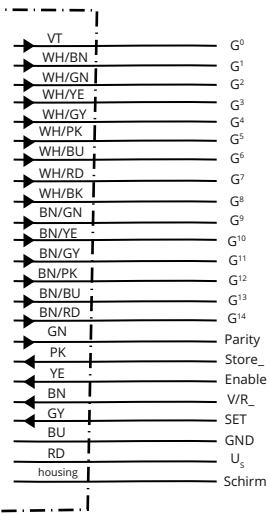 VT G⁰
WH/BN G¹
WH/GN G²
WH/YE G³
WH/GY G⁴
WH/PK G⁵
WH/BU G⁶
WH/RD G⁷
WH/BK G⁸
BN/GN G⁹
BN/YE G¹⁰
BN/GY G¹¹
BN/PK G¹²
BN/BU G¹³
BN/RD G¹⁴
GN Parity
PK Store_
YE Enable
BN V/R_
GY SET
BU GND
RD Uₛ
housing Schirm